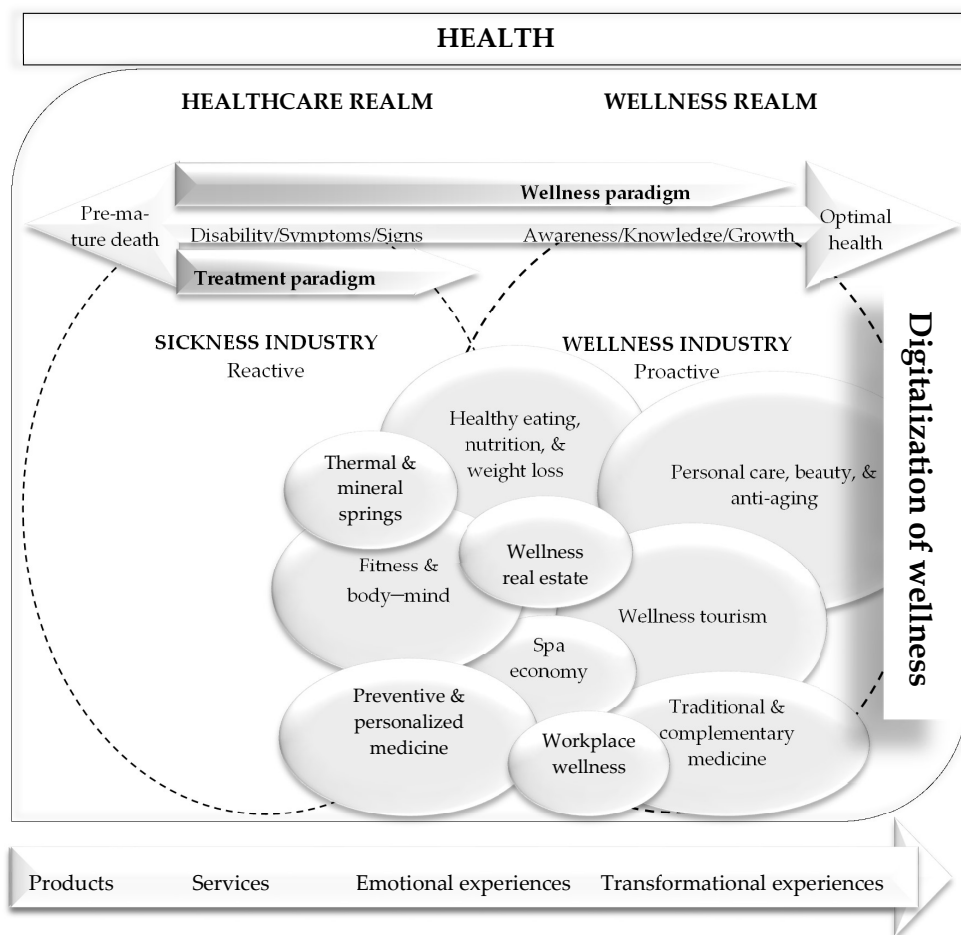 HEALTH
HEALTHCARE REALM
WELLNESS REALM
Wellness paradigm
Pre-ma-
ture death
Disability/Symptoms/Signs
Awareness/Knowledge/Growth
Optimal
health
Treatment paradigm
SICKNESS INDUSTRY
Reactive
WELLNESS INDUSTRY
Proactive
Digitalization of wellness
Healthy eating,
nutrition, &
weight loss
Thermal &
mineral
springs
Personal care, beauty, &
anti-aging
Wellness
real estate
Fitness &
body—mind
Wellness tourism
Spa
economy
Preventive &
personalized
medicine
Traditional &
complementary
medicine
Workplace
wellness
Products
Services
Emotional experiences
Transformational experiences